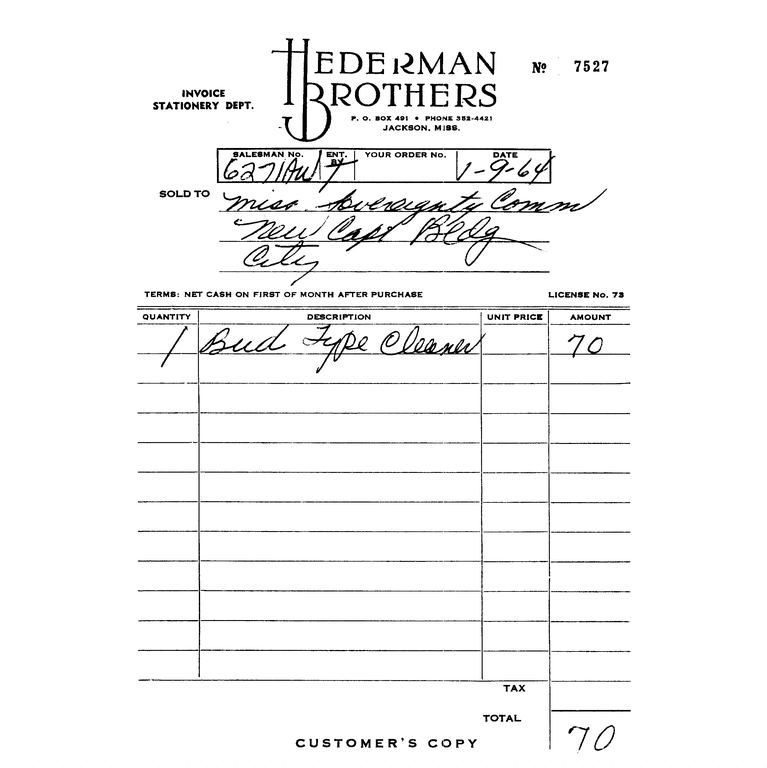 HEDERMAN
BROTHERS
Nº 7527
INVOICE
STATIONERY DEPT.
P. O. BOX 491 • PHONE 352-4421
JACKSON, MISS.
SALESMAN No. ENT. BY YOUR ORDER No. DATE
6271 AW T 1-9-64
SOLD TO Miss. Sovereignty Comm
New Capt Bldg
City
TERMS: NET CASH ON FIRST OF MONTH AFTER PURCHASE LICENSE No. 73
QUANTITY DESCRIPTION UNIT PRICE AMOUNT
1 Bud Type Cleaner 70
TAX
TOTAL 70
CUSTOMER'S COPY